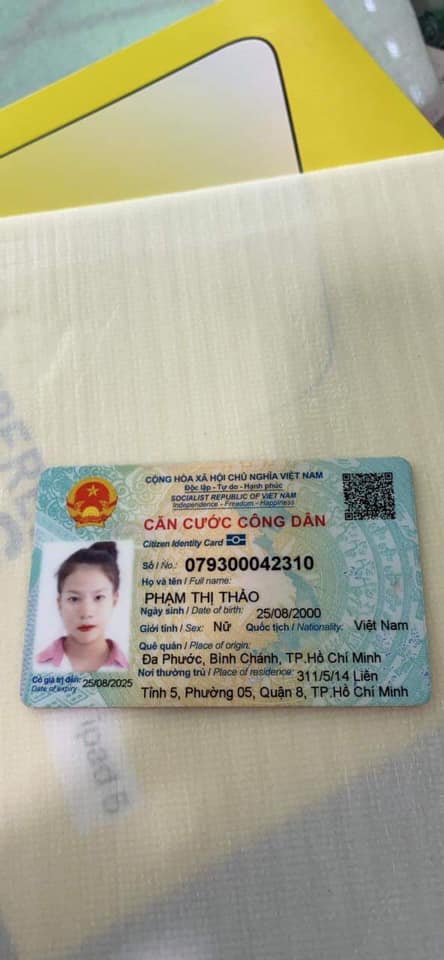 CỘNG HÒA XÃ HỘI CHỦ NGHĨA VIỆT NAM
Độc lập - Tự do - Hạnh phúc
SOCIALIST REPUBLIC OF VIET NAM
Independence - Freedom - Happiness
CĂN CƯỚC CÔNG DÂN
Citizen Identity Card
Số / No.: 079300042310
Họ và tên / Full name:
PHẠM THỊ THẢO
Ngày sinh / Date of birth: 25/08/2000
Giới tính / Sex: Nữ Quốc tịch / Nationality: Việt Nam
Quê quán / Place of origin:
Đa Phước, Bình Chánh, TP.Hồ Chí Minh
Nơi thường trú / Place of residence: 311/5/14 Liên
Tỉnh 5, Phường 05, Quận 8, TP.Hồ Chí Minh
Có giá trị đến: 25/08/2025
Date of expiry